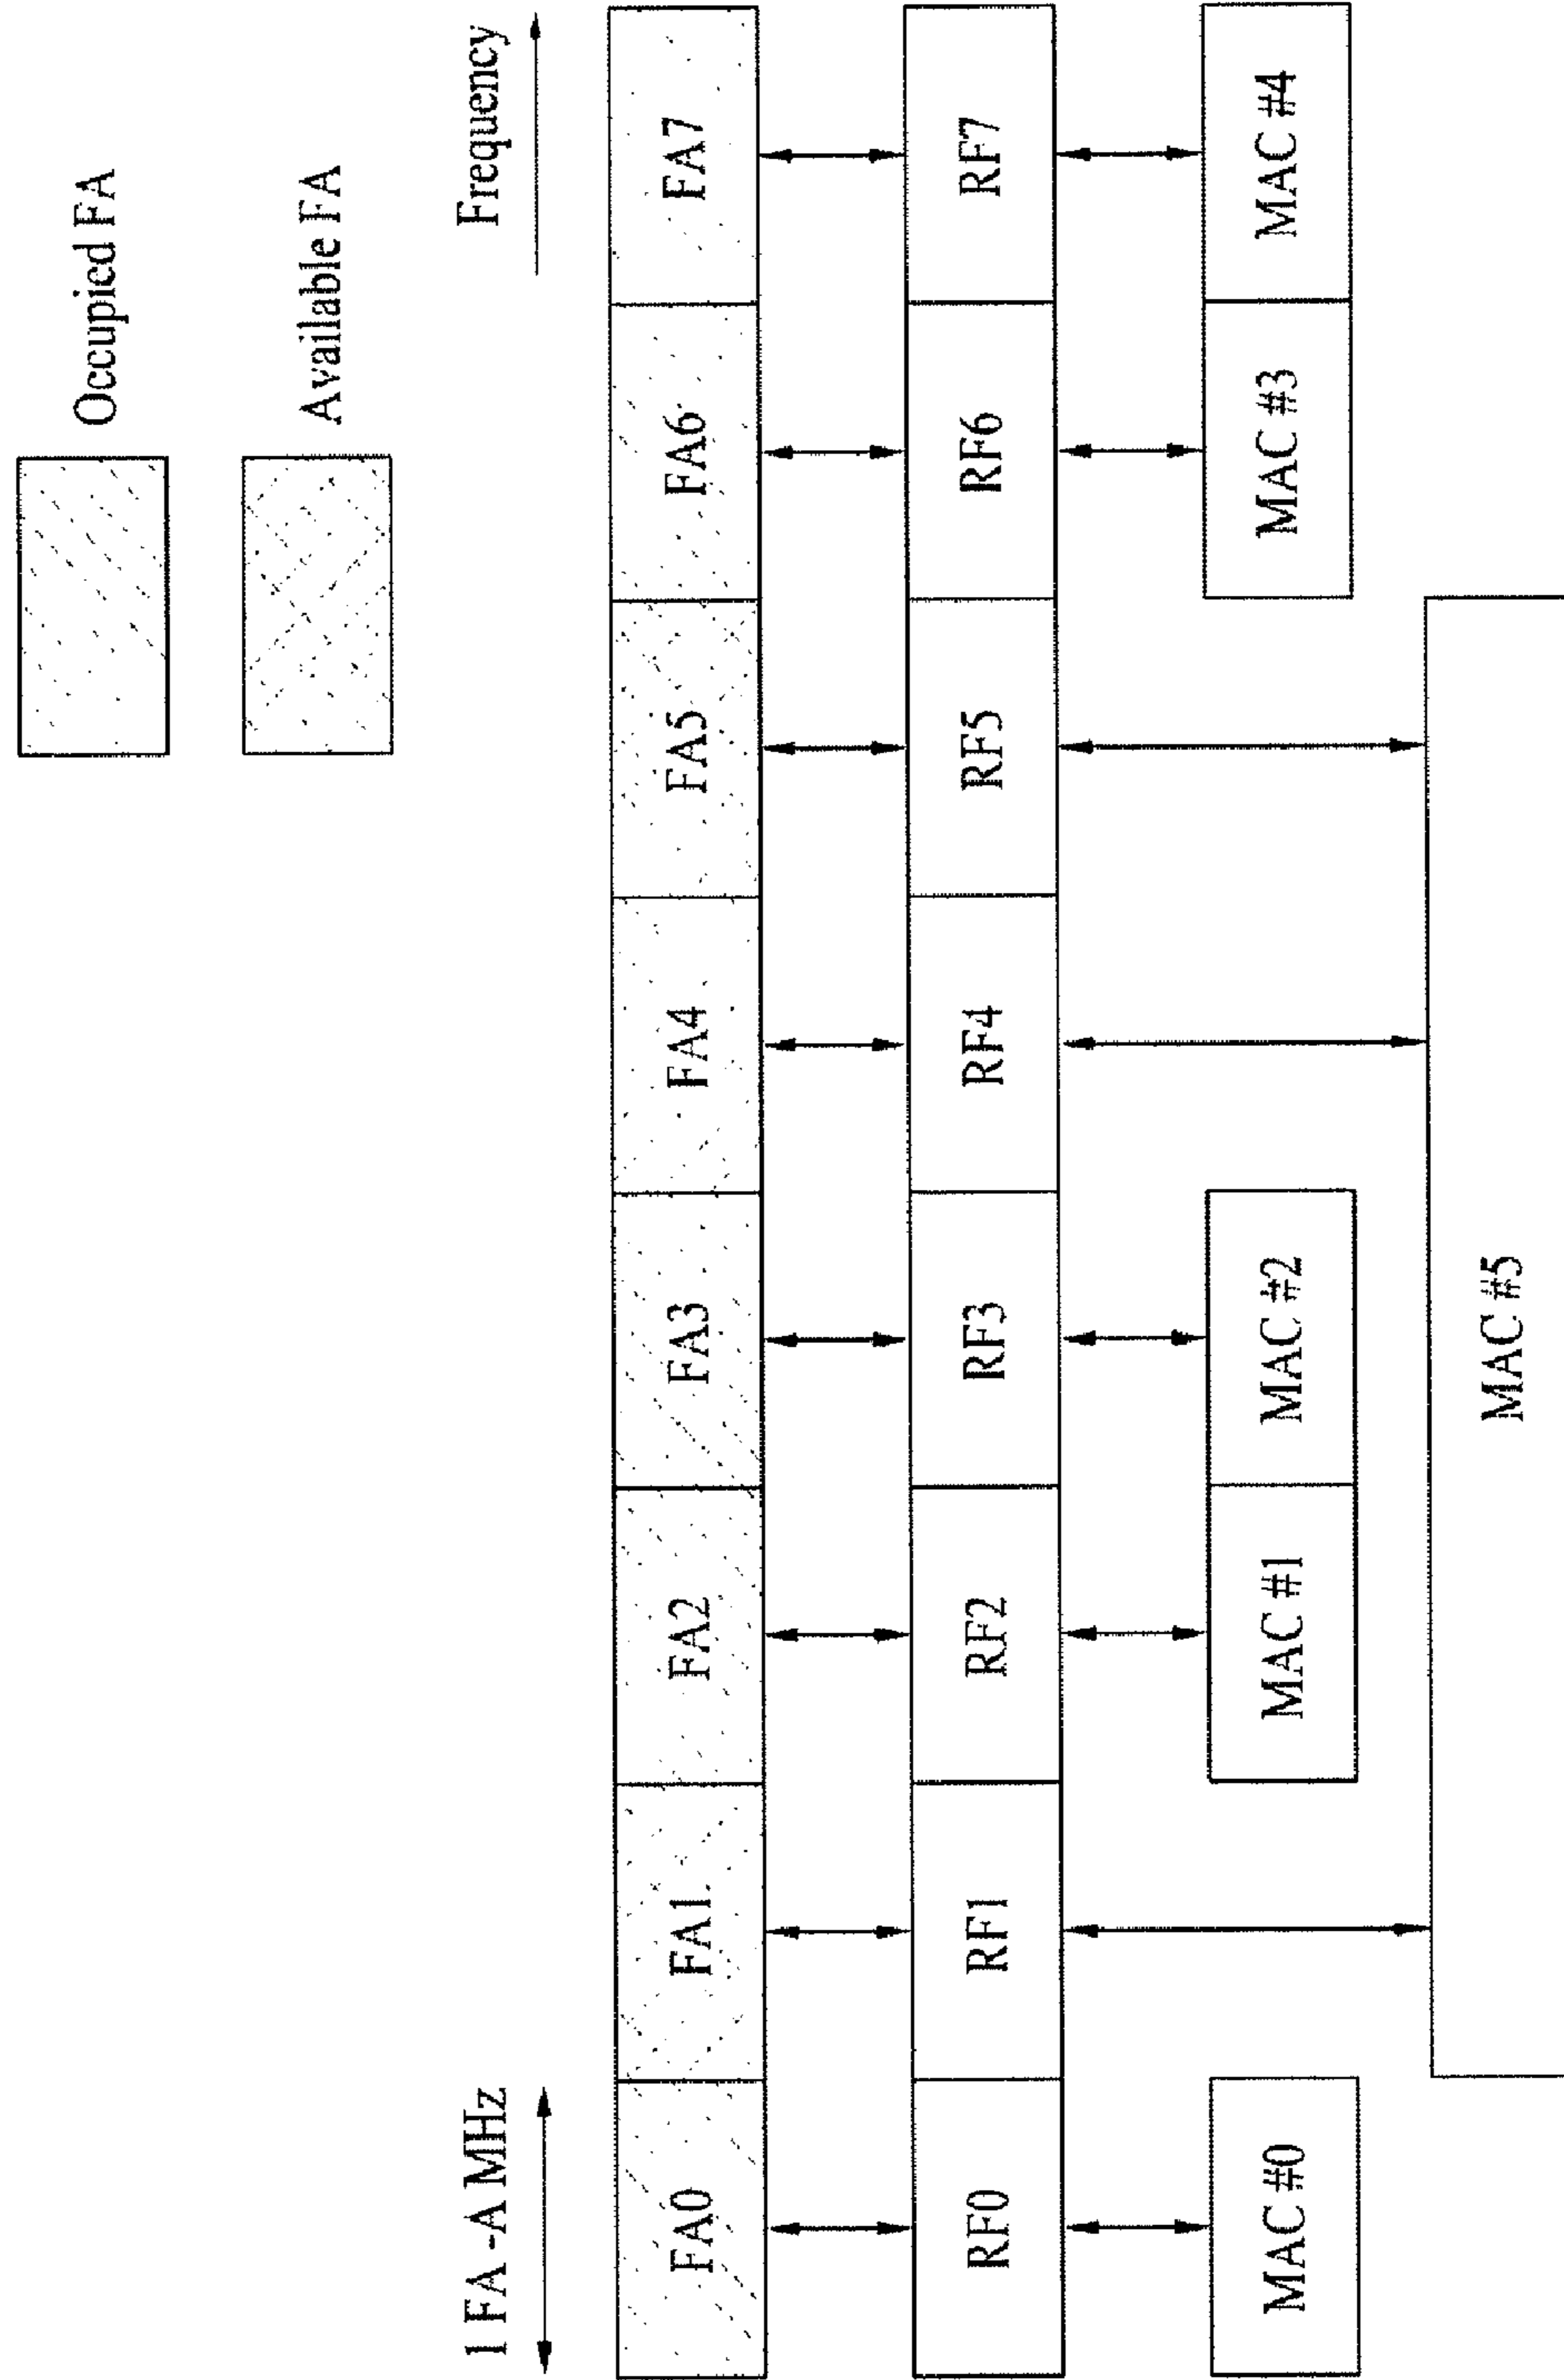 Occupied FA
Available FA
1 FA -A MHz
Frequency
FA0 FA1 FA2 FA3 FA4 FA5 FA6 FA7
RF0 RF1 RF2 RF3 RF4 RF5 RF6 RF7
MAC #0 MAC #1 MAC #2 MAC #3 MAC #4
MAC #5